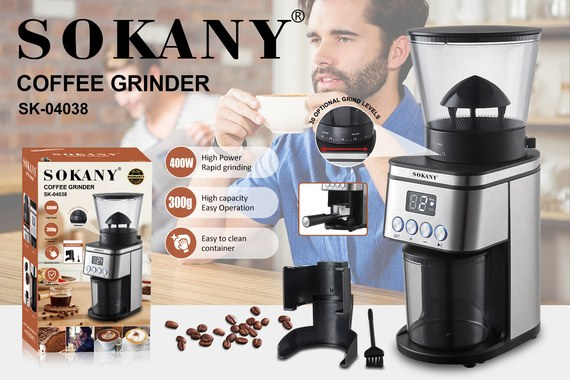 SOKANY®
COFFEE GRINDER
SK-04038
30 OPTIONAL GRIND LEVELS
400W
High Power
Rapid grinding
300g
High capacity
Easy Operation
Easy to clean
container
SOKANY®
COFFEE GRINDER
SK-04038
SOKANY